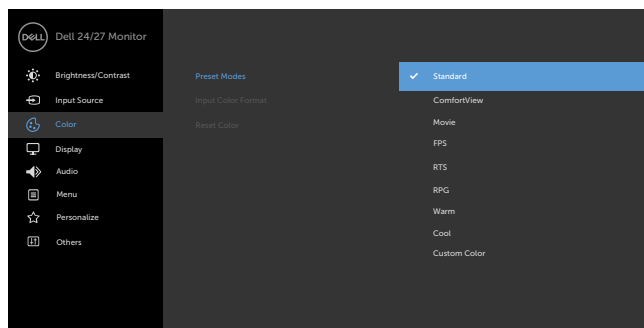 DELL
Dell 24/27 Monitor
Brightness/Contrast
Input Source
Color
Display
Audio
Menu
Personalize
Others
Preset Modes
Input Color Format
Reset Color
Standard
ComfortView
Movie
FPS
RTS
RPG
Warm
Cool
Custom Color